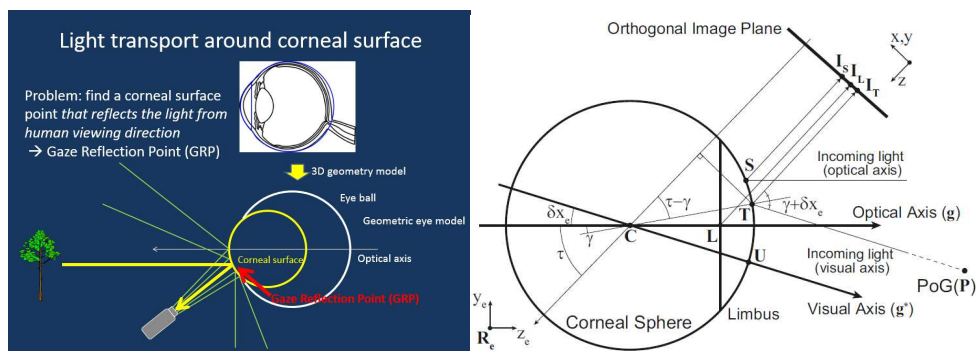 Light transport around corneal surface
Problem: find a corneal surface
point that reflects the light from
human viewing direction
→ Gaze Reflection Point (GRP)
3D geometry model
Eye ball
Geometric eye model
Corneal surface
Optical axis
Gaze Reflection Point (GRP)
Orthogonal Image Plane
x,y
z
I_S
I_L
I_T
S
Incoming light
(optical axis)
δx_e
τ−γ
T
γ+δx_e
Optical Axis (g)
γ
C
L
τ
U
Incoming light
(visual axis)
PoG(P)
y_e
R_e
z_e
Corneal Sphere
Limbus
Visual Axis (g*)